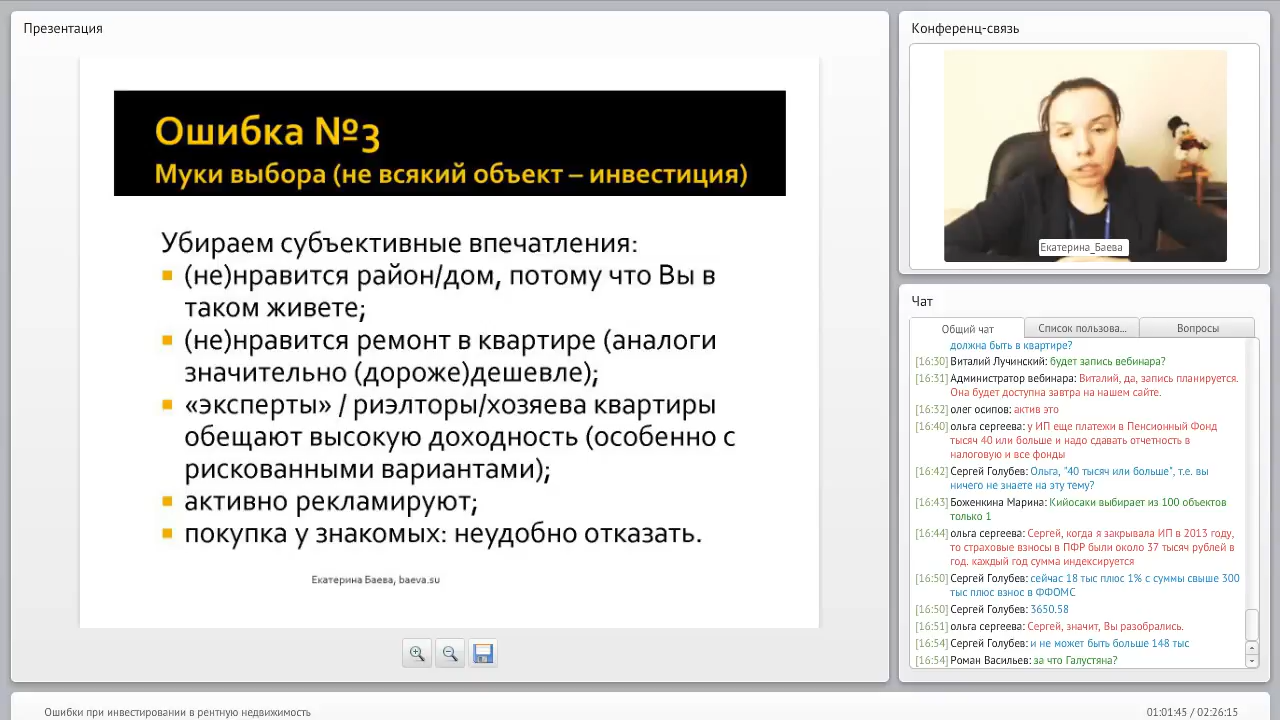 Презентация
Ошибка №3
Муки выбора (не всякий объект – инвестиция)
Убираем субъективные впечатления:
(не)нравится район/дом, потому что Вы в
таком живете;
(не)нравится ремонт в квартире (аналоги
значительно (дороже)дешевле);
«эксперты» / риэлторы/хозяева квартиры
обещают высокую доходность (особенно с
рискованными вариантами);
активно рекламируют;
покупка у знакомых: неудобно отказать.
Екатерина Баева, baeva.su
Конференц-связь
Екатерина_Баева
Чат
Общий чат
Список пользова...
Вопросы
должна быть в квартире?
[16:30] Виталий Лучинский: будет запись вебинара?
[16:31] Администратор вебинара: Виталий, да, запись планируется.
Она будет доступна завтра на нашем сайте.
[16:32] олег осипов: актив это
[16:40] ольга сергеева: у ИП еще платежи в Пенсионный Фонд
тысяч 40 или больше и надо сдавать отчетность в
налоговую и все фонды
[16:42] Сергей Голубев: Ольга, "40 тысяч или больше", т.е. вы
ничего не знаете на эту тему?
[16:43] Боженкина Марина: Кийосаки выбирает из 100 объектов
только 1
[16:44] ольга сергеева: Сергей, когда я закрывала ИП в 2013 году,
то страховые взносы в ПФР были около 37 тысяч рублей в
год. каждый год сумма индексируется
[16:50] Сергей Голубев: сейчас 18 тыс плюс 1% с суммы свыше 300
тыс плюс взнос в ФФОМС
[16:50] Сергей Голубев: 3650.58
[16:51] ольга сергеева: Сергей, значит, Вы разобрались.
[16:54] Сергей Голубев: и не может быть больше 148 тыс
[16:54] Роман Васильев: за что Галустяна?
Ошибки при инвестировании в рентную недвижимость
01:01:45 / 02:26:15